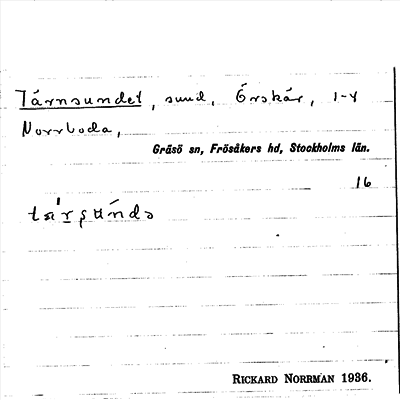 Tärnsundet, sund, Örskär, 1-4
Norrboda,
Gräsö sn, Frösåkers hd, Stockholms län.
16
RICKARD NORRMAN 1936.